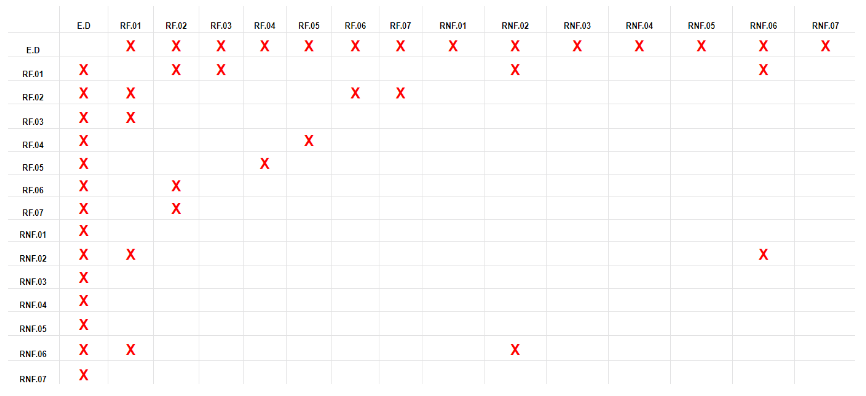 E.D RF.01 RF.02 RF.03 RF.04 RF.05 RF.06 RF.07 RNF.01 RNF.02 RNF.03 RNF.04 RNF.05 RNF.06 RNF.07
E.D X X X X X X X X X X X X X X
RF.01 X X X X X
RF.02 X X X X
RF.03 X X
RF.04 X X
RF.05 X X
RF.06 X X
RF.07 X X
RNF.01 X
RNF.02 X X X
RNF.03 X
RNF.04 X
RNF.05 X
RNF.06 X X X
RNF.07 X